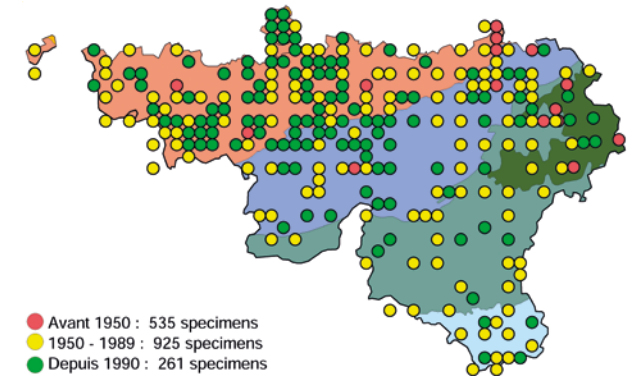 Avant 1950 : 535 specimens
1950 - 1989 : 925 specimens
Depuis 1990 : 261 specimens